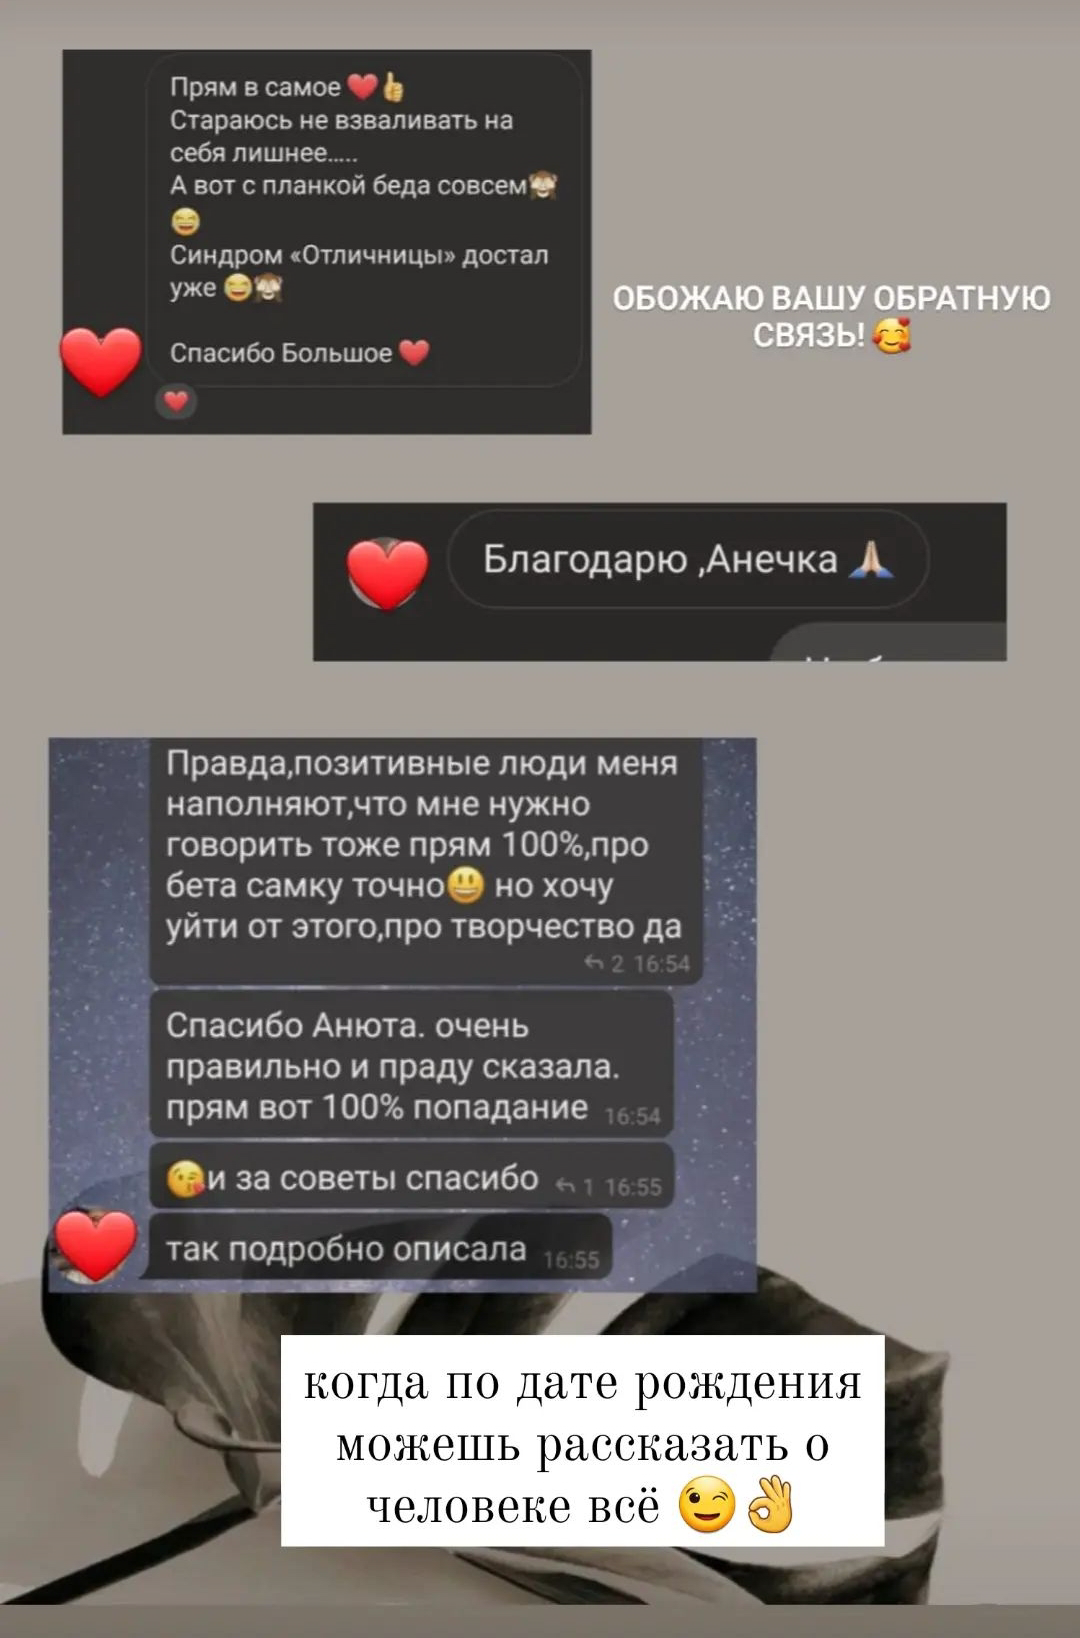 Прям в самое ❤️👍
Стараюсь не взваливать на
себя лишнее.....
А вот с планкой беда совсем🙈
😅
Синдром «Отличницы» достал
уже 😅🙈
Спасибо Большое ❤️
ОБОЖАЮ ВАШУ ОБРАТНУЮ
СВЯЗЬ! 🥰
Благодарю ,Анечка 🙏🏼
Правда,позитивные люди меня
наполняют,что мне нужно
говорить тоже прям 100%,про
бета самку точно😃 но хочу
уйти от этого,про творчество да
2 16:54
Спасибо Анюта. очень
правильно и праду сказала.
прям вот 100% попадание 16:54
😘и за советы спасибо 1 16:55
так подробно описала 16:55
когда по дате рождения
можешь рассказать о
человеке всё 😉👌